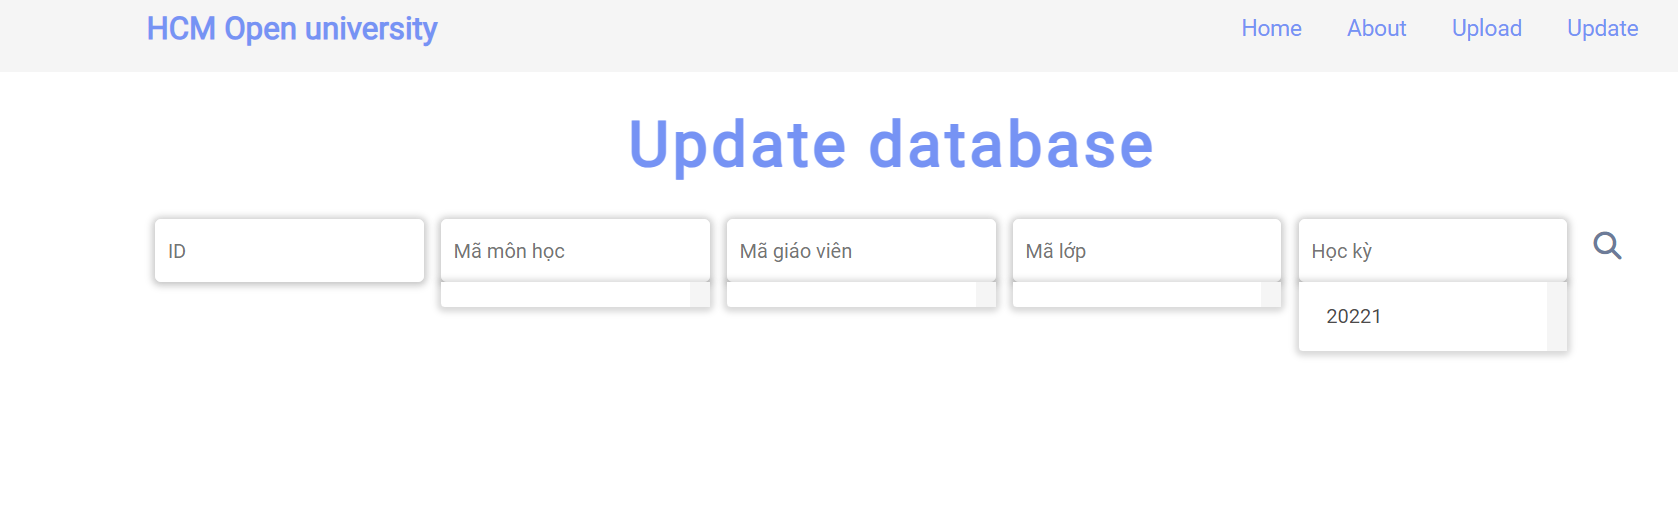 HCM Open university
Home About Upload Update
Update database
ID Mã môn học Mã giáo viên Mã lớp Học kỳ
20221